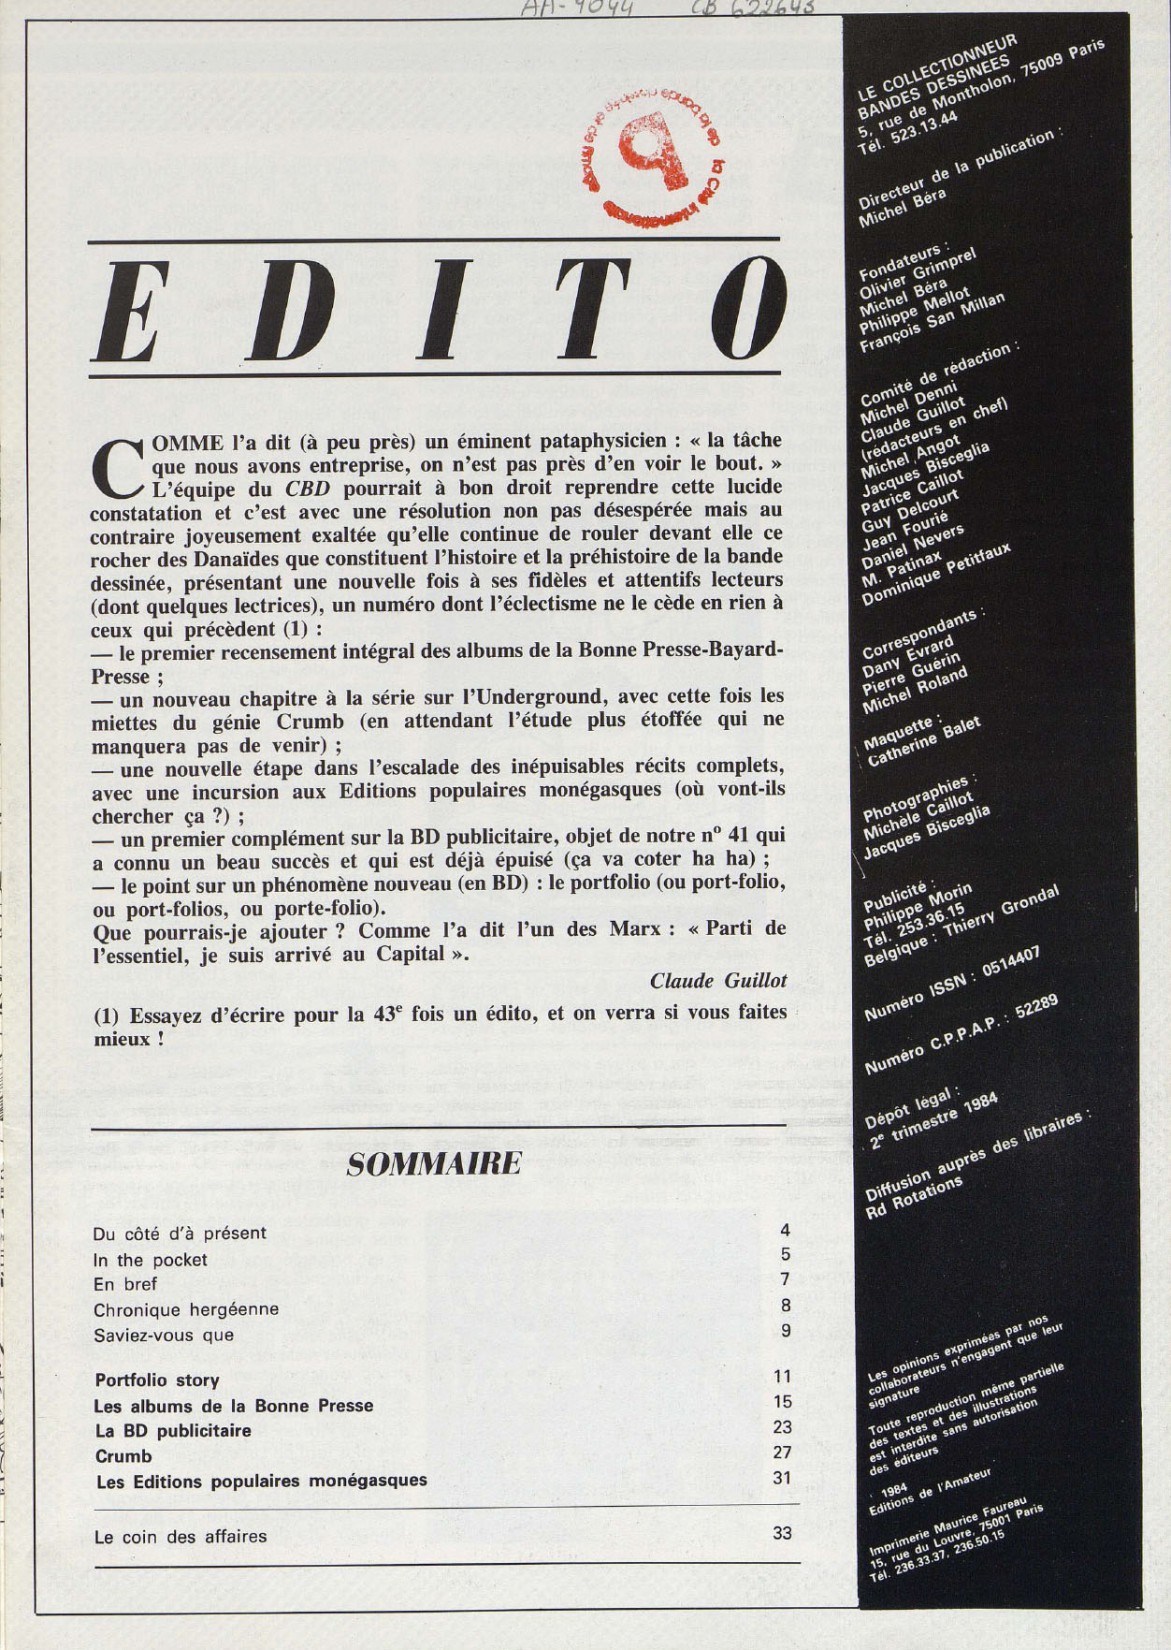 AA-4044 CB 622643
de la bande dessinée et de l'image la Cité internationale
EDITO
COMME l'a dit (à peu près) un éminent pataphysicien : « la tâche
que nous avons entreprise, on n'est pas près d'en voir le bout. »
L'équipe du CBD pourrait à bon droit reprendre cette lucide
constatation et c'est avec une résolution non pas désespérée mais au
contraire joyeusement exaltée qu'elle continue de rouler devant elle ce
rocher des Danaïdes que constituent l'histoire et la préhistoire de la bande
dessinée, présentant une nouvelle fois à ses fidèles et attentifs lecteurs
(dont quelques lectrices), un numéro dont l'éclectisme ne le cède en rien à
ceux qui précèdent (1) :
— le premier recensement intégral des albums de la Bonne Presse-Bayard-
Presse ;
— un nouveau chapitre à la série sur l'Underground, avec cette fois les
miettes du génie Crumb (en attendant l'étude plus étoffée qui ne
manquera pas de venir) ;
— une nouvelle étape dans l'escalade des inépuisables récits complets,
avec une incursion aux Editions populaires monégasques (où vont-ils
chercher ça ?) ;
— un premier complément sur la BD publicitaire, objet de notre nº 41 qui
a connu un beau succès et qui est déjà épuisé (ça va coter ha ha) ;
— le point sur un phénomène nouveau (en BD) : le portfolio (ou port-folio,
ou port-folios, ou porte-folio).
Que pourrais-je ajouter ? Comme l'a dit l'un des Marx : « Parti de
l'essentiel, je suis arrivé au Capital ».
Claude Guillot
(1) Essayez d'écrire pour la 43e fois un édito, et on verra si vous faites
mieux !
SOMMAIRE
Du côté d'à présent 4
In the pocket 5
En bref 7
Chronique hergéenne 8
Saviez-vous que 9
Portfolio story 11
Les albums de la Bonne Presse 15
La BD publicitaire 23
Crumb 27
Les Editions populaires monégasques 31
Le coin des affaires 33
LE COLLECTIONNEUR
BANDES DESSINEES
5, rue de Montholon, 75009 Paris
Tél. 523.13.44
Directeur de la publication :
Michel Béra
Fondateurs :
Olivier Grimprel
Michel Béra
Philippe Mellot
François San Millan
Comité de rédaction :
Michel Denni
Claude Guillot
(rédacteurs en chef)
Michel Angot
Jacques Bisceglia
Patrice Caillot
Guy Delcourt
Jean Fourié
Daniel Nevers
M. Patinax
Dominique Petitfaux
Correspondants :
Dany Evrard
Pierre Guérin
Michel Roland
Maquette :
Catherine Balet
Photographies :
Michèle Caillot
Jacques Bisceglia
Publicité :
Philippe Morin
Tél. 253.36.15
Belgique : Thierry Grondal
Numéro ISSN : 0514407
Numéro C.P.P.A.P. : 52289
Dépôt légal :
2e trimestre 1984
Diffusion auprès des libraires :
Rd Rotations
Les opinions exprimées par nos
collaborateurs n'engagent que leur
signature
Toute reproduction même partielle
des textes et des illustrations
est interdite sans autorisation
des éditeurs
1984
Editions de l'Amateur
Imprimerie Maurice Faureau
15, rue du Louvre, 75001 Paris
Tél. 236.33.37, 236.50.15